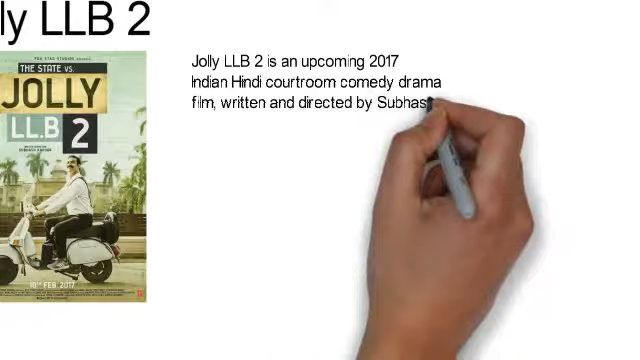 ly LLB 2
Jolly LLB 2 is an upcoming 2017
Indian Hindi courtroom comedy drama
film, written and directed by Subhas
THE STATE vs.
JOLLY
LL.B
2
10TH FEB. 2017